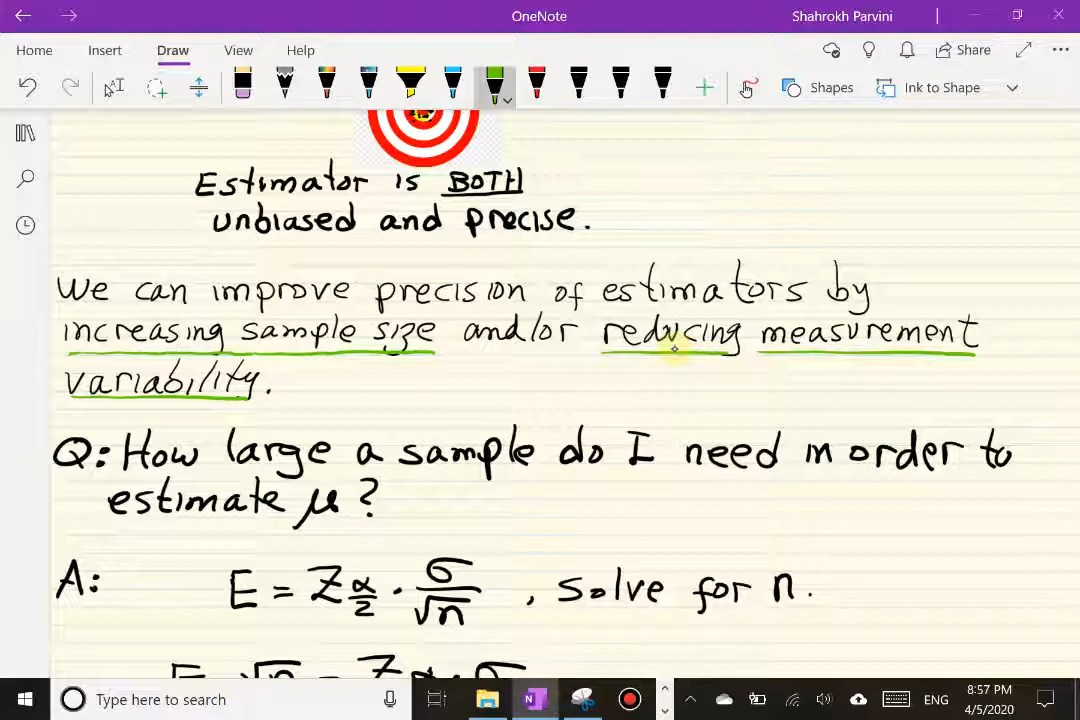 OneNote
Shahrokh Parvini
Home Insert Draw View Help
Share
Shapes
Ink to Shape
Estimator is BOTH
unbiased and precise.
We can improve precision of estimators by
increasing sample size and/or reducing measurement
variability.
Q: How large a sample do I need in order to
estimate μ?
A: E = Z α/2 · σ/√n , solve for n.
Type here to search
ENG
8:57 PM
4/5/2020